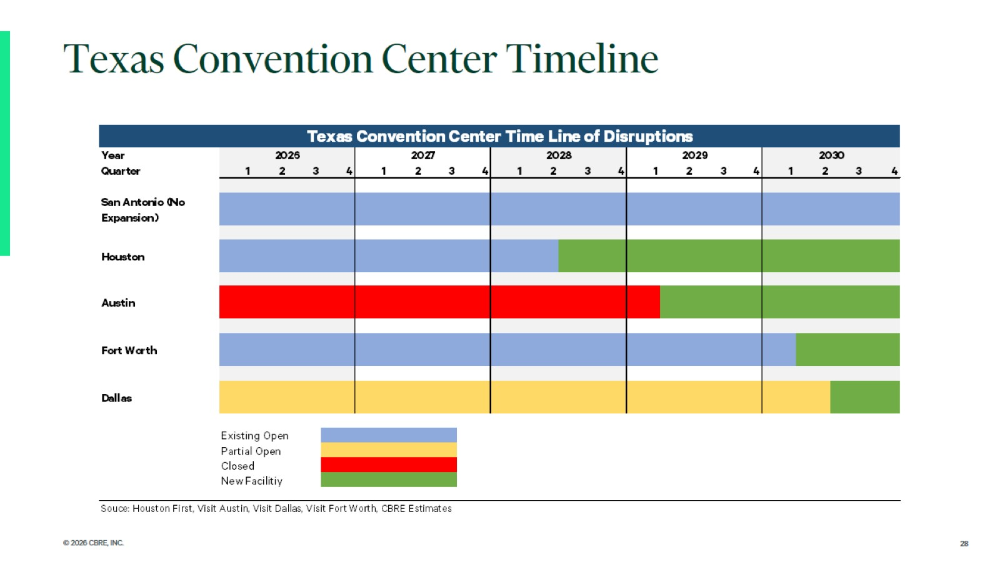 Texas Convention Center Timeline
Texas Convention Center Time Line of Disruptions
Year 2026 2027 2028 2029 2030
Quarter 1 2 3 4 1 2 3 4 1 2 3 4 1 2 3 4 1 2 3 4
San Antonio (No
Expansion)
Houston
Austin
Fort Worth
Dallas
Existing Open
Partial Open
Closed
New Facilitiy
Souce: Houston First, Visit Austin, Visit Dallas, Visit Fort Worth, CBRE Estimates
© 2026 CBRE, INC.
28